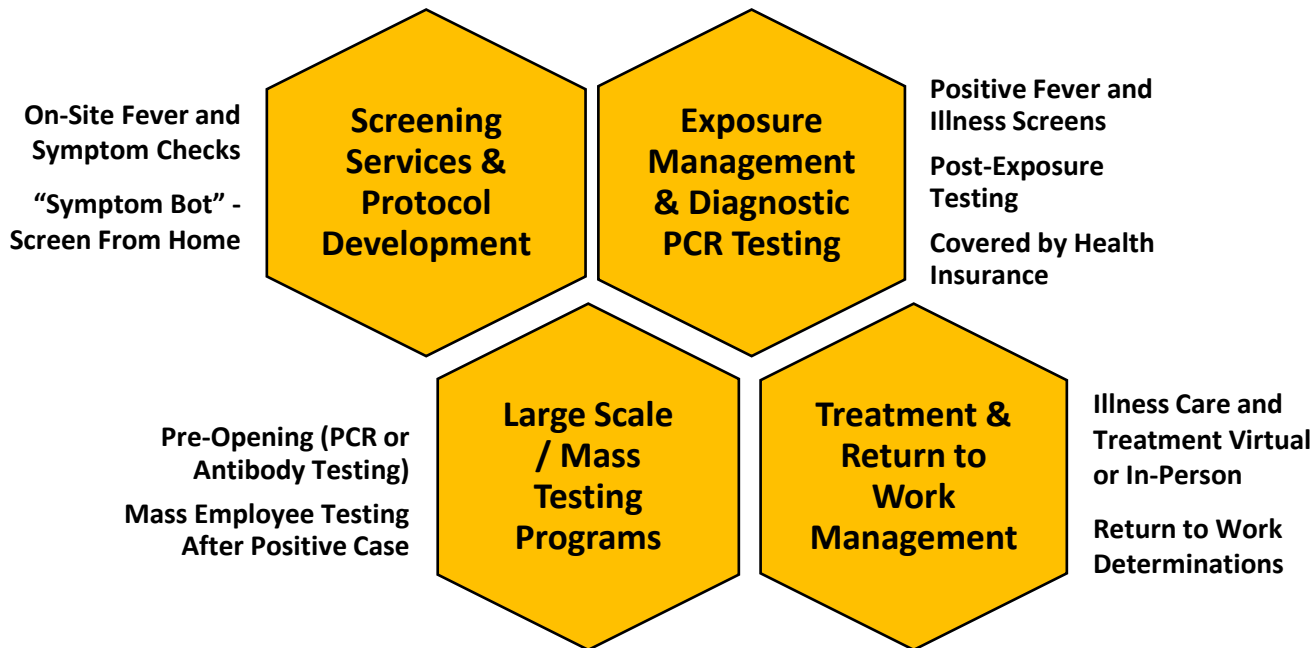 On-Site Fever and
Symptom Checks
“Symptom Bot” -
Screen From Home
Screening
Services &
Protocol
Development
Exposure
Management
& Diagnostic
PCR Testing
Positive Fever and
Illness Screens
Post-Exposure
Testing
Covered by Health
Insurance
Pre-Opening (PCR or
Antibody Testing)
Mass Employee Testing
After Positive Case
Large Scale
/ Mass
Testing
Programs
Treatment &
Return to
Work
Management
Illness Care and
Treatment Virtual
or In-Person
Return to Work
Determinations